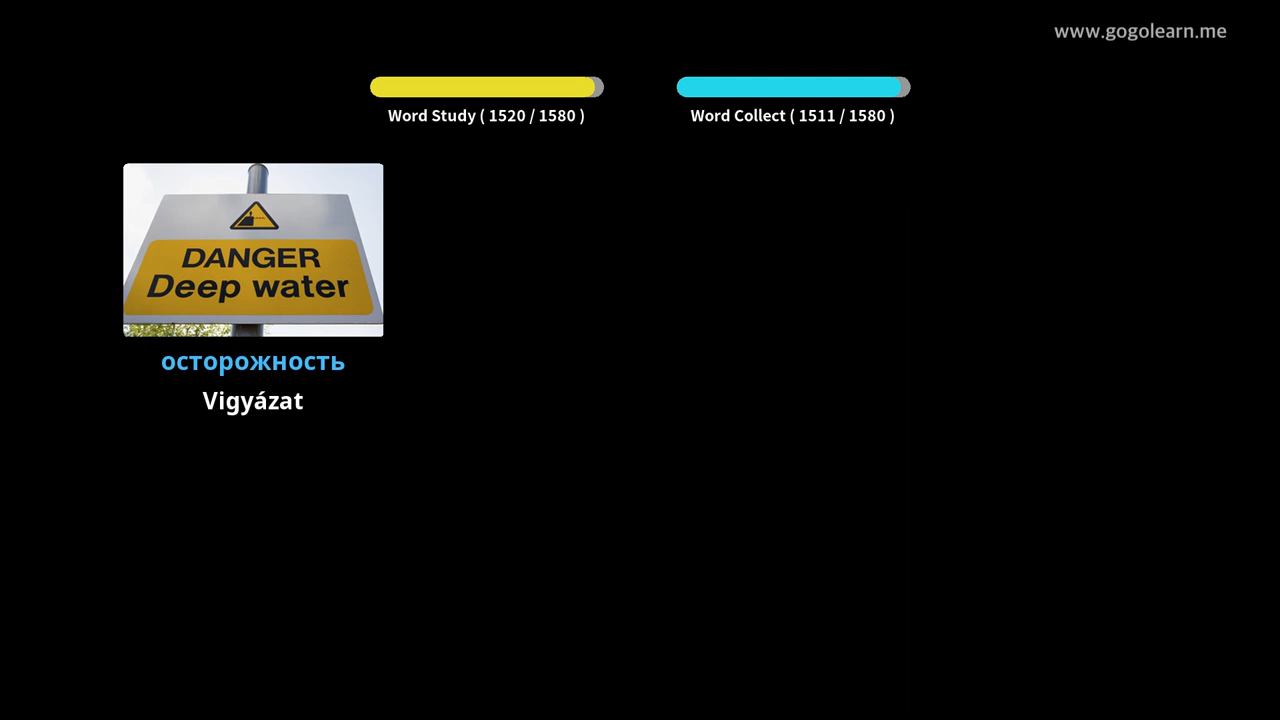 www.gogolearn.me
Word Study ( 1520 / 1580 )
Word Collect ( 1511 / 1580 )
DANGER
Deep water
осторожность
Vigyázat